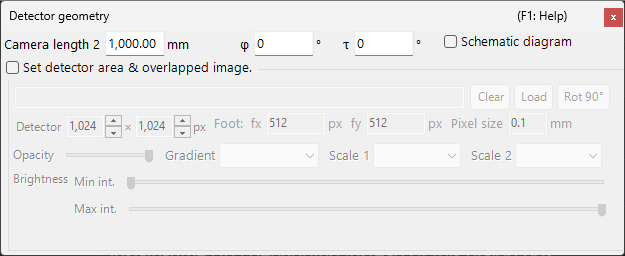 Detector geometry (F1: Help) x
Camera length 2 1,000.00 mm φ 0 ° τ 0 ° Schematic diagram
Set detector area & overlapped image.
Clear Load Rot 90°
Detector 1,024 × 1,024 px Foot: fx 512 px fy 512 px Pixel size 0.1 mm
Opacity Gradient Scale 1 Scale 2
Brightness Min int.
Max int.